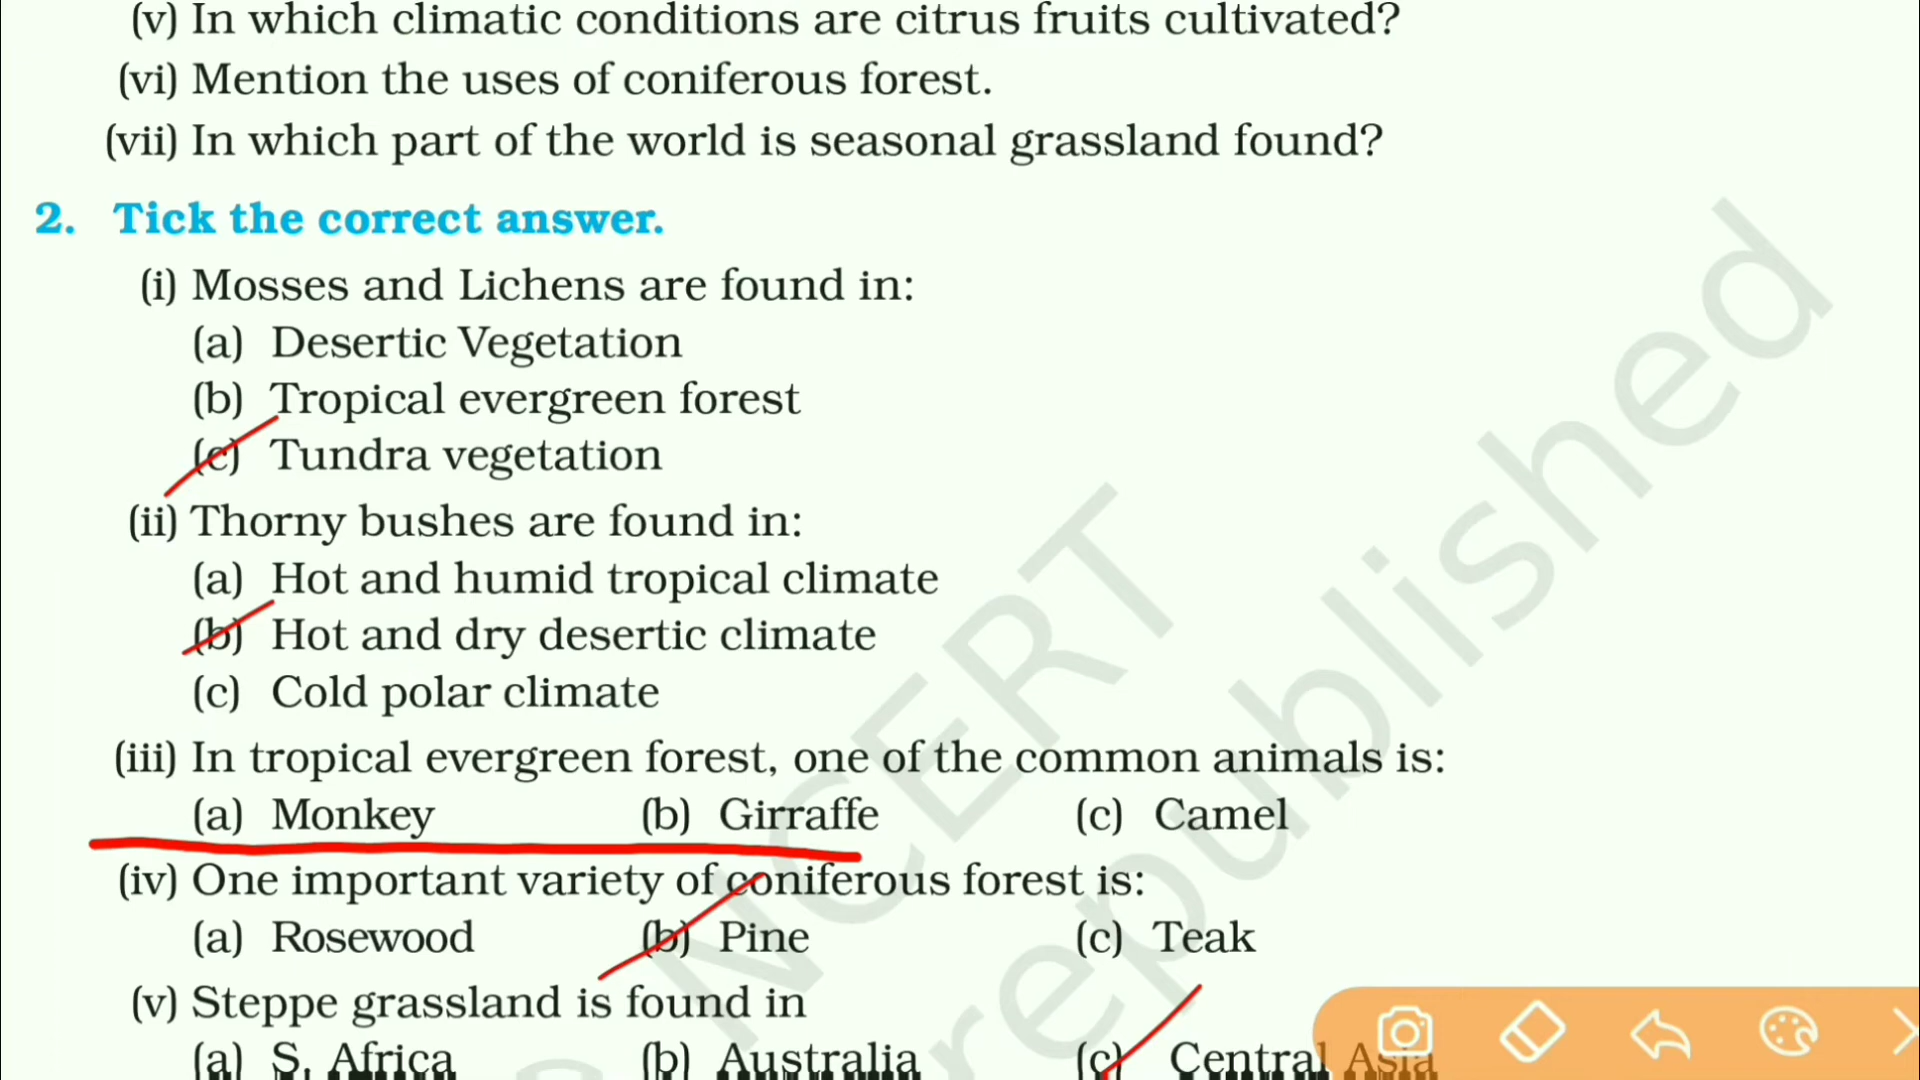 (v) In which climatic conditions are citrus fruits cultivated?
(vi) Mention the uses of coniferous forest.
(vii) In which part of the world is seasonal grassland found?
2. Tick the correct answer.
(i) Mosses and Lichens are found in:
(a) Desertic Vegetation
(b) Tropical evergreen forest
(c) Tundra vegetation
(ii) Thorny bushes are found in:
(a) Hot and humid tropical climate
(b) Hot and dry desertic climate
(c) Cold polar climate
(iii) In tropical evergreen forest, one of the common animals is:
(a) Monkey (b) Girraffe (c) Camel
(iv) One important variety of coniferous forest is:
(a) Rosewood (b) Pine (c) Teak
(v) Steppe grassland is found in
(a) S. Africa (b) Australia (c) Central Asia
NCERT
republished